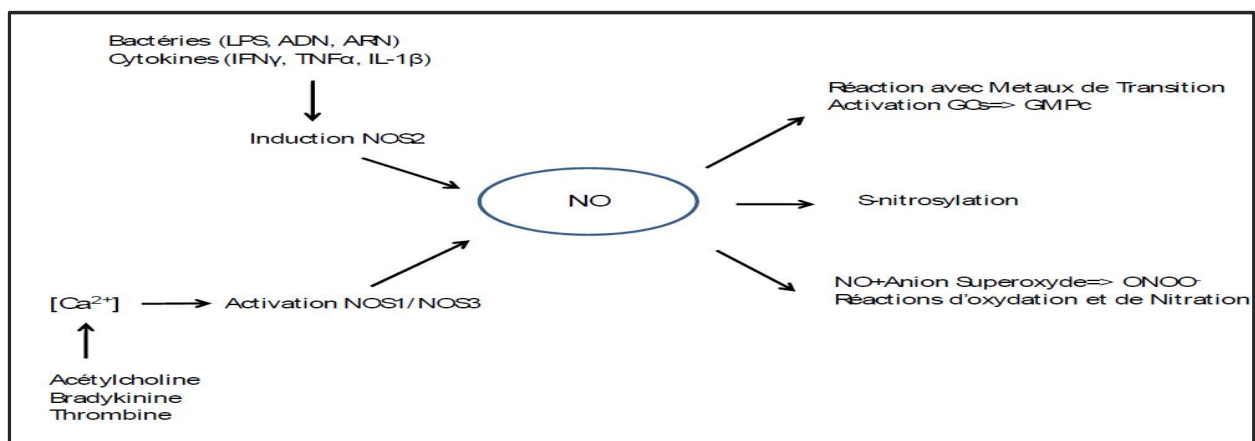 Bactéries (LPS, ADN, ARN)
Cytokines (IFNγ, TNFα, IL-1β)
Induction NOS2
Réaction avec Metaux de Transition
Activation GCs=> GMPc
NO
S-nitrosylation
[Ca²⁺]
Activation NOS1/NOS3
NO+Anion Superoxyde=> ONOO⁻
Réactions d'oxydation et de Nitration
Acétylcholine
Bradykinine
Thrombine